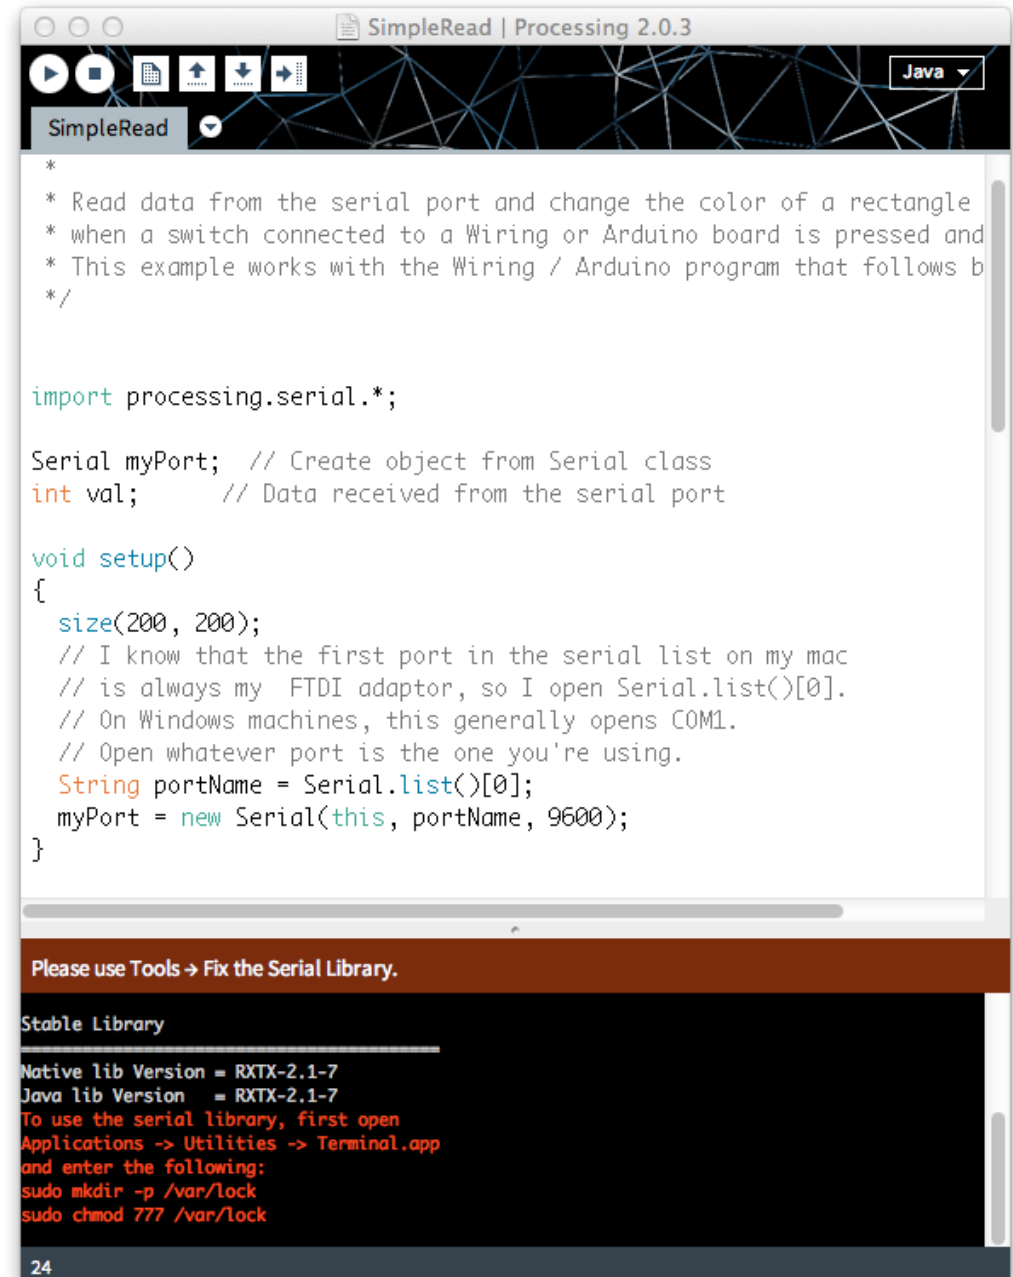 SimpleRead | Processing 2.0.3
Java
SimpleRead
*
* Read data from the serial port and change the color of a rectangle
* when a switch connected to a Wiring or Arduino board is pressed and
* This example works with the Wiring / Arduino program that follows b
*/
import processing.serial.*;
Serial myPort;  // Create object from Serial class
int val;      // Data received from the serial port
void setup()
{
  size(200, 200);
  // I know that the first port in the serial list on my mac
  // is always my  FTDI adaptor, so I open Serial.list()[0].
  // On Windows machines, this generally opens COM1.
  // Open whatever port is the one you're using.
  String portName = Serial.list()[0];
  myPort = new Serial(this, portName, 9600);
}
Please use Tools → Fix the Serial Library.
Stable Library
=========================================
Native lib Version = RXTX-2.1-7
Java lib Version   = RXTX-2.1-7
To use the serial library, first open
Applications -> Utilities -> Terminal.app
and enter the following:
sudo mkdir -p /var/lock
sudo chmod 777 /var/lock
24